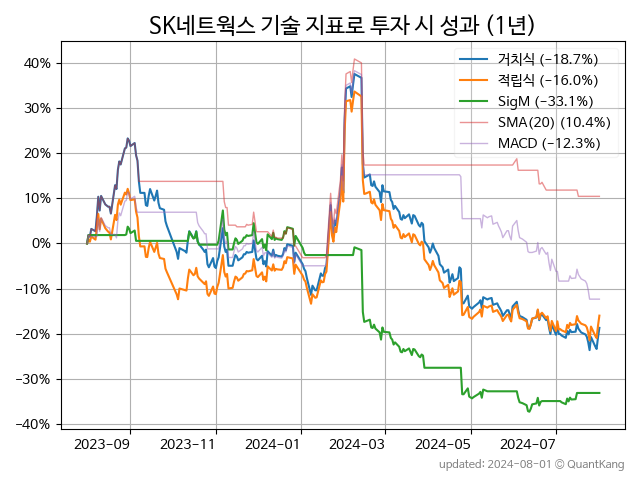 SK네트웍스 기술 지표로 투자 시 성과 (1년)
40%
30%
20%
10%
0%
−10%
−20%
−30%
−40%
거치식 (−18.7%)
적립식 (−16.0%)
SigM (−33.1%)
SMA(20) (10.4%)
MACD (−12.3%)
2023-09
2023-11
2024-01
2024-03
2024-05
2024-07
updated: 2024-08-01 © QuantKang